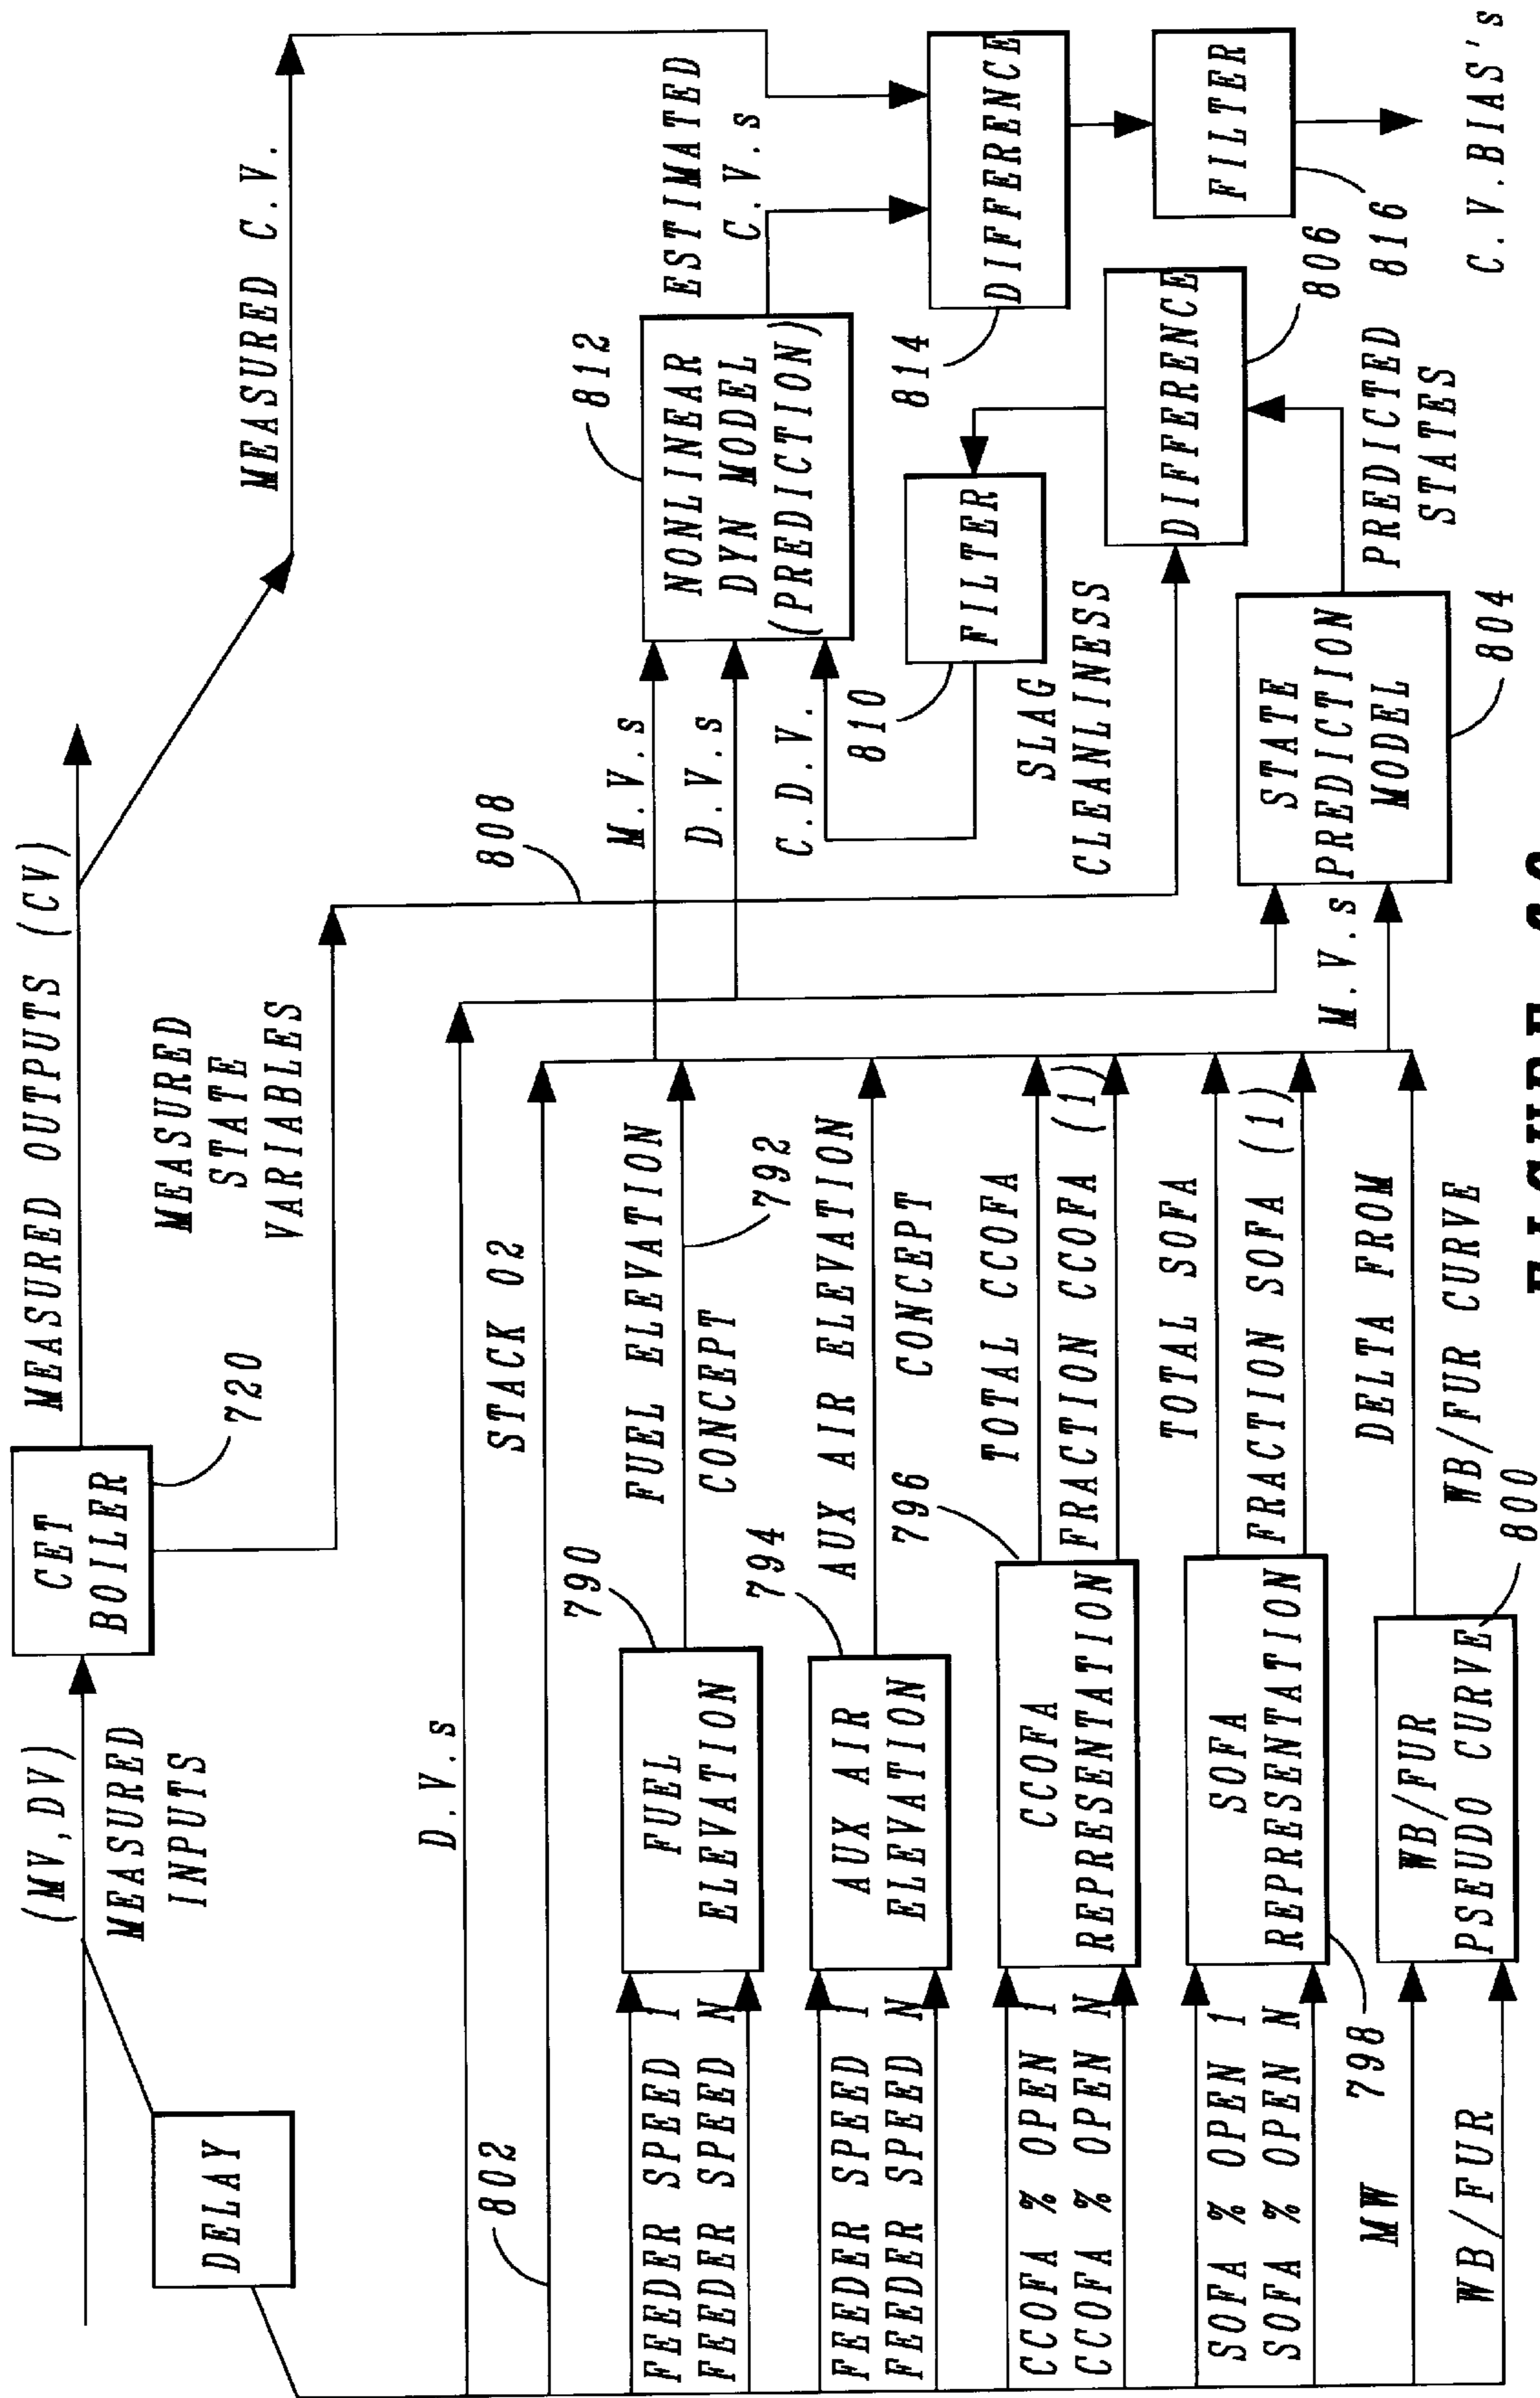 (MV, DV)
MEASURED
INPUTS
DELAY
CET
BOILER
720
MEASURED OUTPUTS (CV)
MEASURED
STATE
VARIABLES
MEASURED C.V.
D.V.s
802
STACK O2
808
FEEDER SPEED 1
FEEDER SPEED N
FUEL
ELEVATION
790
FUEL ELEVATION
CONCEPT
792
FEEDER SPEED 1
FEEDER SPEED N
AUX AIR
ELEVATION
794
AUX AIR ELEVATION
CONCEPT
CCOFA % OPEN 1
CCOFA % OPEN N
CCOFA
REPRESENTATION
796
TOTAL CCOFA
FRACTION CCOFA (1)
SOFA % OPEN 1
SOFA % OPEN N
SOFA
REPRESENTATION
798
TOTAL SOFA
FRACTION SOFA (1)
MW
WB/FUR
WB/FUR
PSEUDO CURVE
800
DELTA FROM
WB/FUR CURVE
M.V.s
D.V.s
C.D.V.
812
NONLINEAR
DYN MODEL
(PREDICTION)
ESTIMATED
C.V.s
810
FILTER
SLAG
CLEANLINESS
814
DIFFERENCE
DIFFERENCE
806
FILTER
816
C.V.BIAS's
M.V.s
STATE
PREDICTION
MODEL
804
PREDICTED
STATES